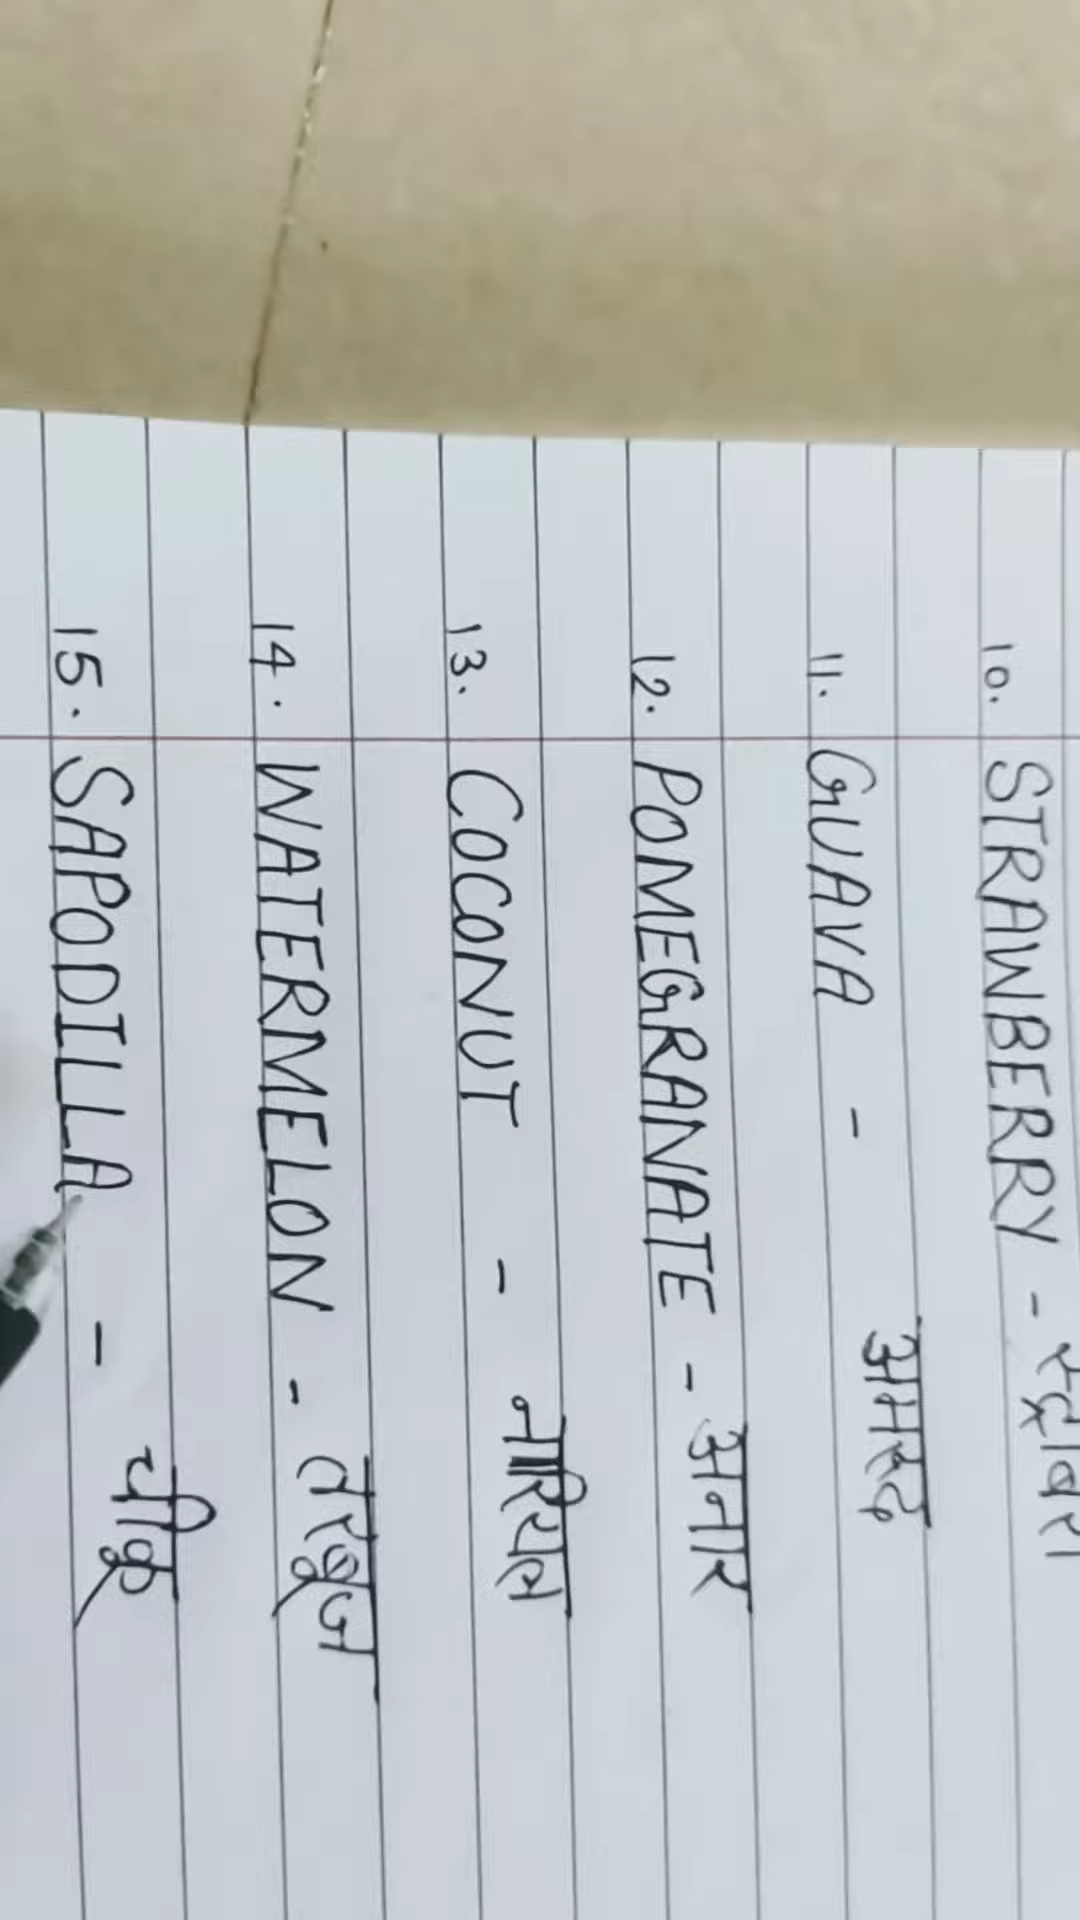 10. STRAWBERRY - स्ट्रॉबेरी
11. GUAVA - अमरूद
12. POMEGRANATE - अनार
13. COCONUT - नारियल
14. WATERMELON - तरबूज
15. SAPODILLA - चीकू